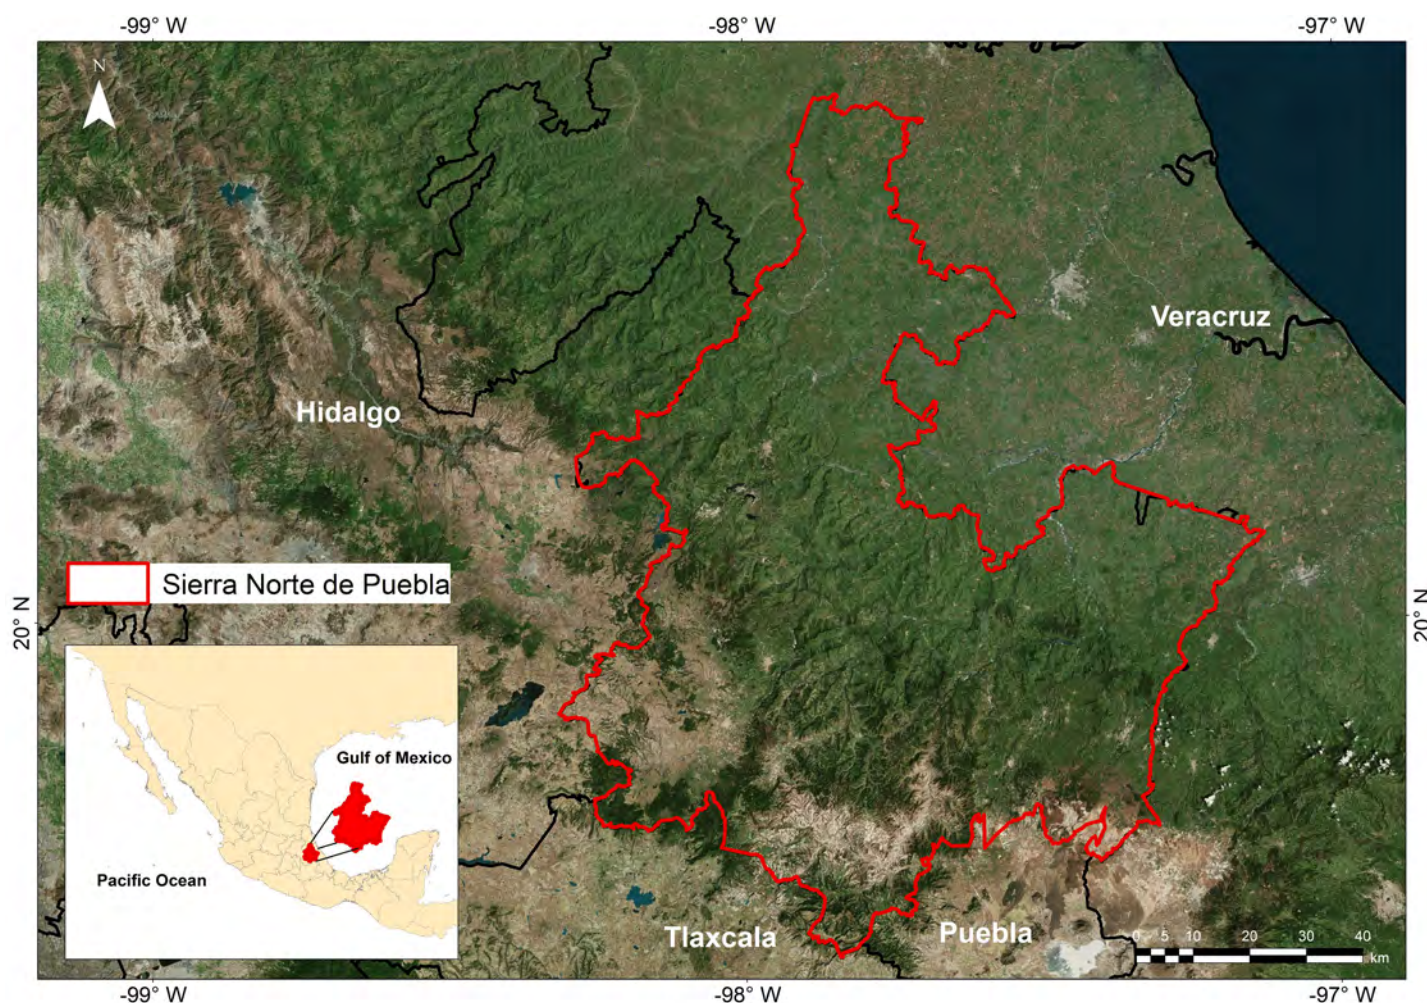 -99° W
-98° W
-97° W
N
Veracruz
Hidalgo
Sierra Norte de Puebla
20° N
20° N
Gulf of Mexico
Pacific Ocean
Tlaxcala
Puebla
0 5 10 20 30 40
km
-99° W
-98° W
-97° W